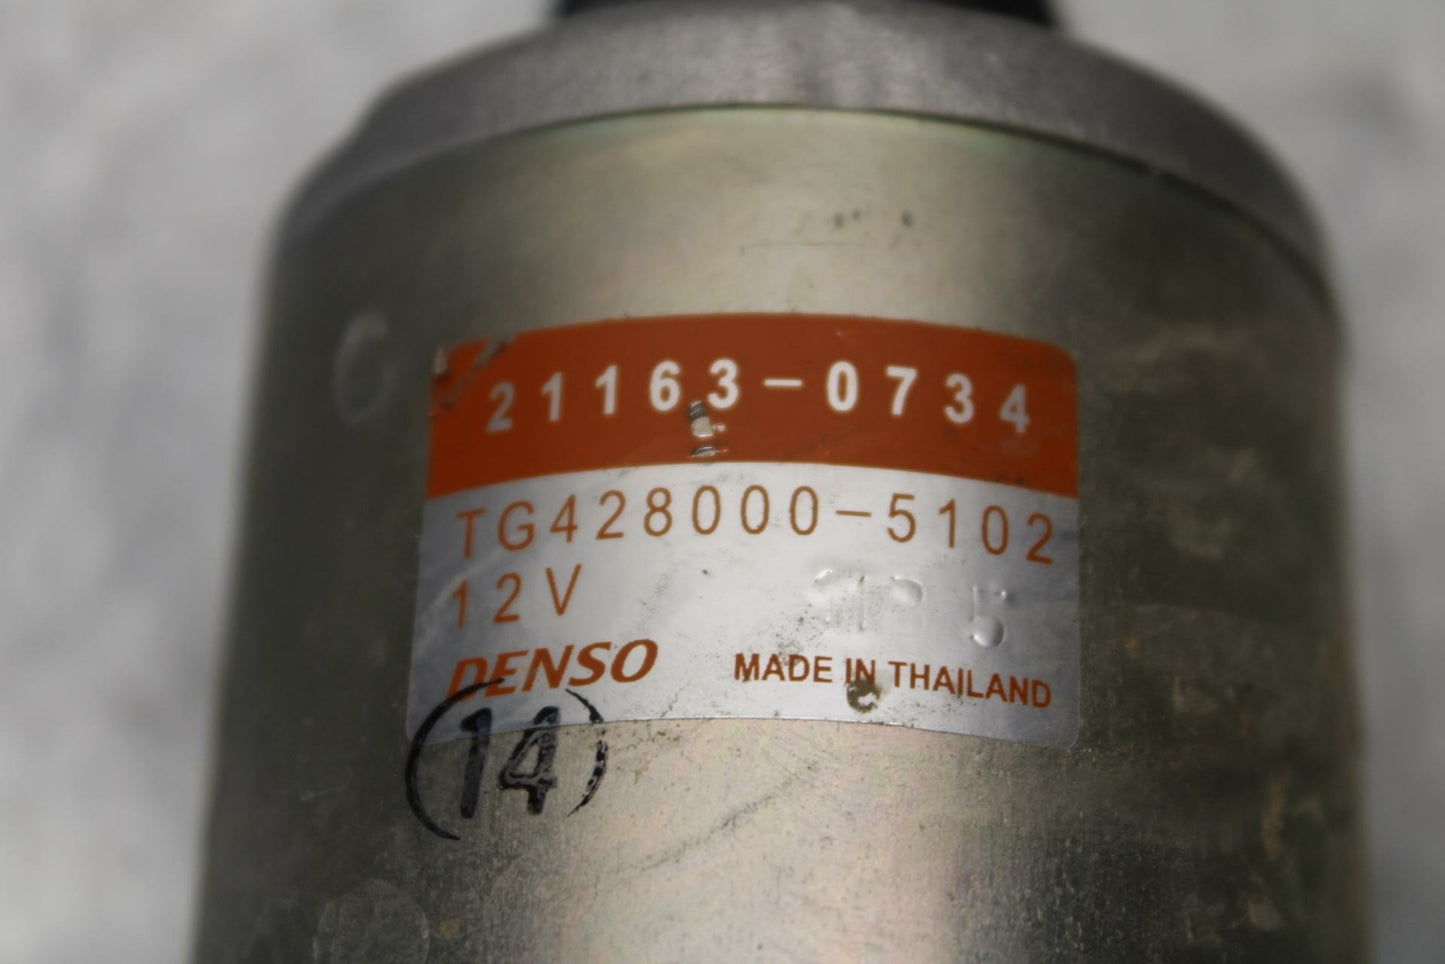 21163-0734
TG428000-5102
12V
DENSO MADE IN THAILAND
(14)